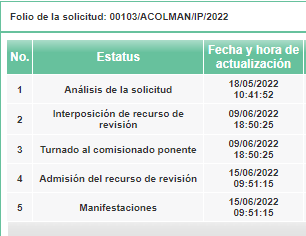 Folio de la solicitud: 00103/ACOLMAN/IP/2022
No. Estatus Fecha y hora de
actualización
1 Análisis de la solicitud 18/05/2022
10:41:52
2 Interposición de recurso de
revisión 09/06/2022
18:50:25
3 Turnado al comisionado ponente 09/06/2022
18:50:25
4 Admisión del recurso de revisión 15/06/2022
09:51:15
5 Manifestaciones 15/06/2022
09:51:15